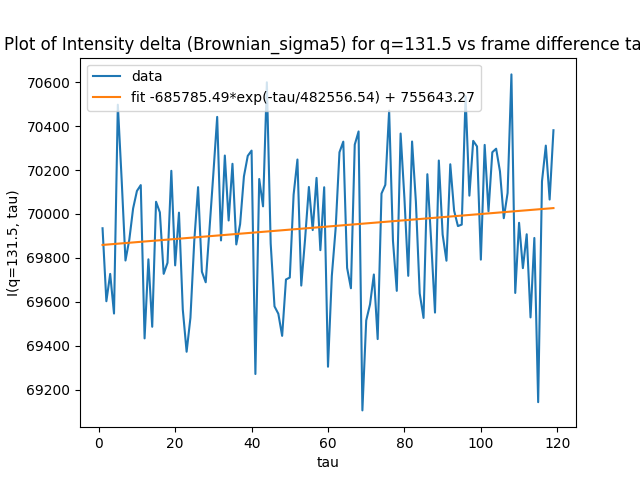 Plot of Intensity delta (Brownian_sigma5) for q=131.5 vs frame difference ta
data
fit -685785.49*exp(-tau/482556.54) + 755643.27
I(q=131.5, tau)
70600
70400
70200
70000
69800
69600
69400
69200
0 20 40 60 80 100 120
tau